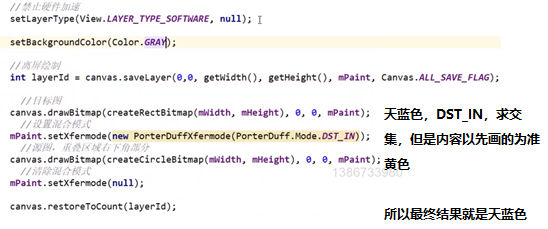 //禁止硬件加速
setLayerType(View.LAYER_TYPE_SOFTWARE, null);
setBackgroundColor(Color.GRAY);
//离屏绘制
int layerId = canvas.saveLayer(0,0, getWidth(), getHeight(), mPaint, Canvas.ALL_SAVE_FLAG);
//目标图
canvas.drawBitmap(createRectBitmap(mWidth, mHeight), 0, 0, mPaint);
//设置混合模式
mPaint.setXfermode(new PorterDuffXfermode(PorterDuff.Mode.DST_IN));
//源图，重叠区域右下角部分
canvas.drawBitmap(createCircleBitmap(mWidth, mHeight), 0, 0, mPaint);
//清除混合模式
mPaint.setXfermode(null);
canvas.restoreToCount(layerId);
天蓝色，DST_IN，求交
集，但是内容以先画的为准
黄色
所以最终结果就是天蓝色
1386733980